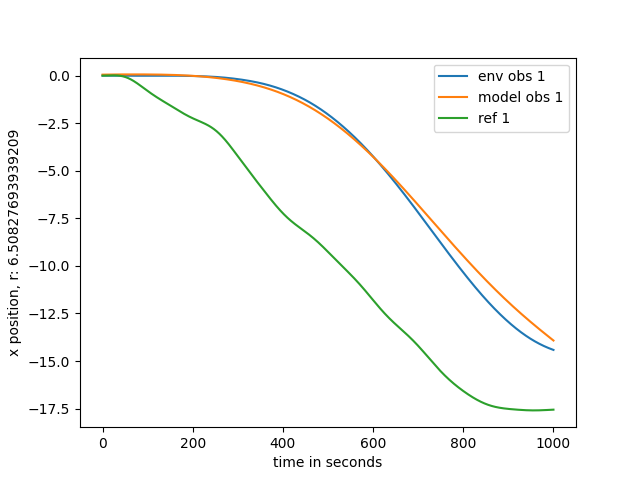 env obs 1
model obs 1
ref 1
0.0
−2.5
−5.0
−7.5
−10.0
−12.5
−15.0
−17.5
x position, r: 6.50827693939209
0
200
400
600
800
1000
time in seconds